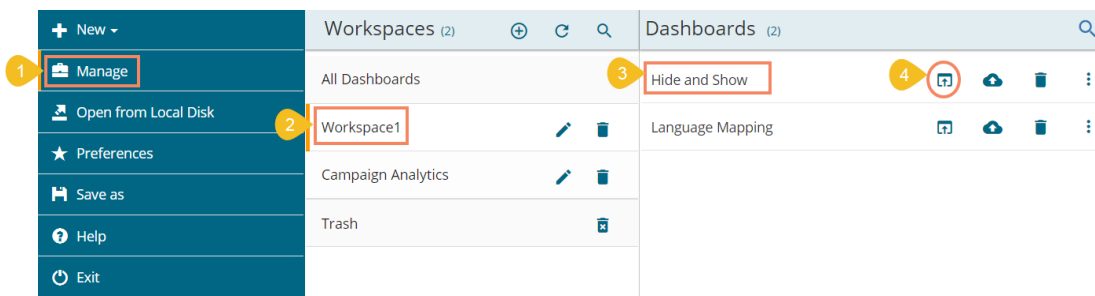 New
Manage
Open from Local Disk
Preferences
Save as
Help
Exit
Workspaces (2)
All Dashboards
Workspace1
Campaign Analytics
Trash
Dashboards (2)
Hide and Show
Language Mapping
1
2
3
4